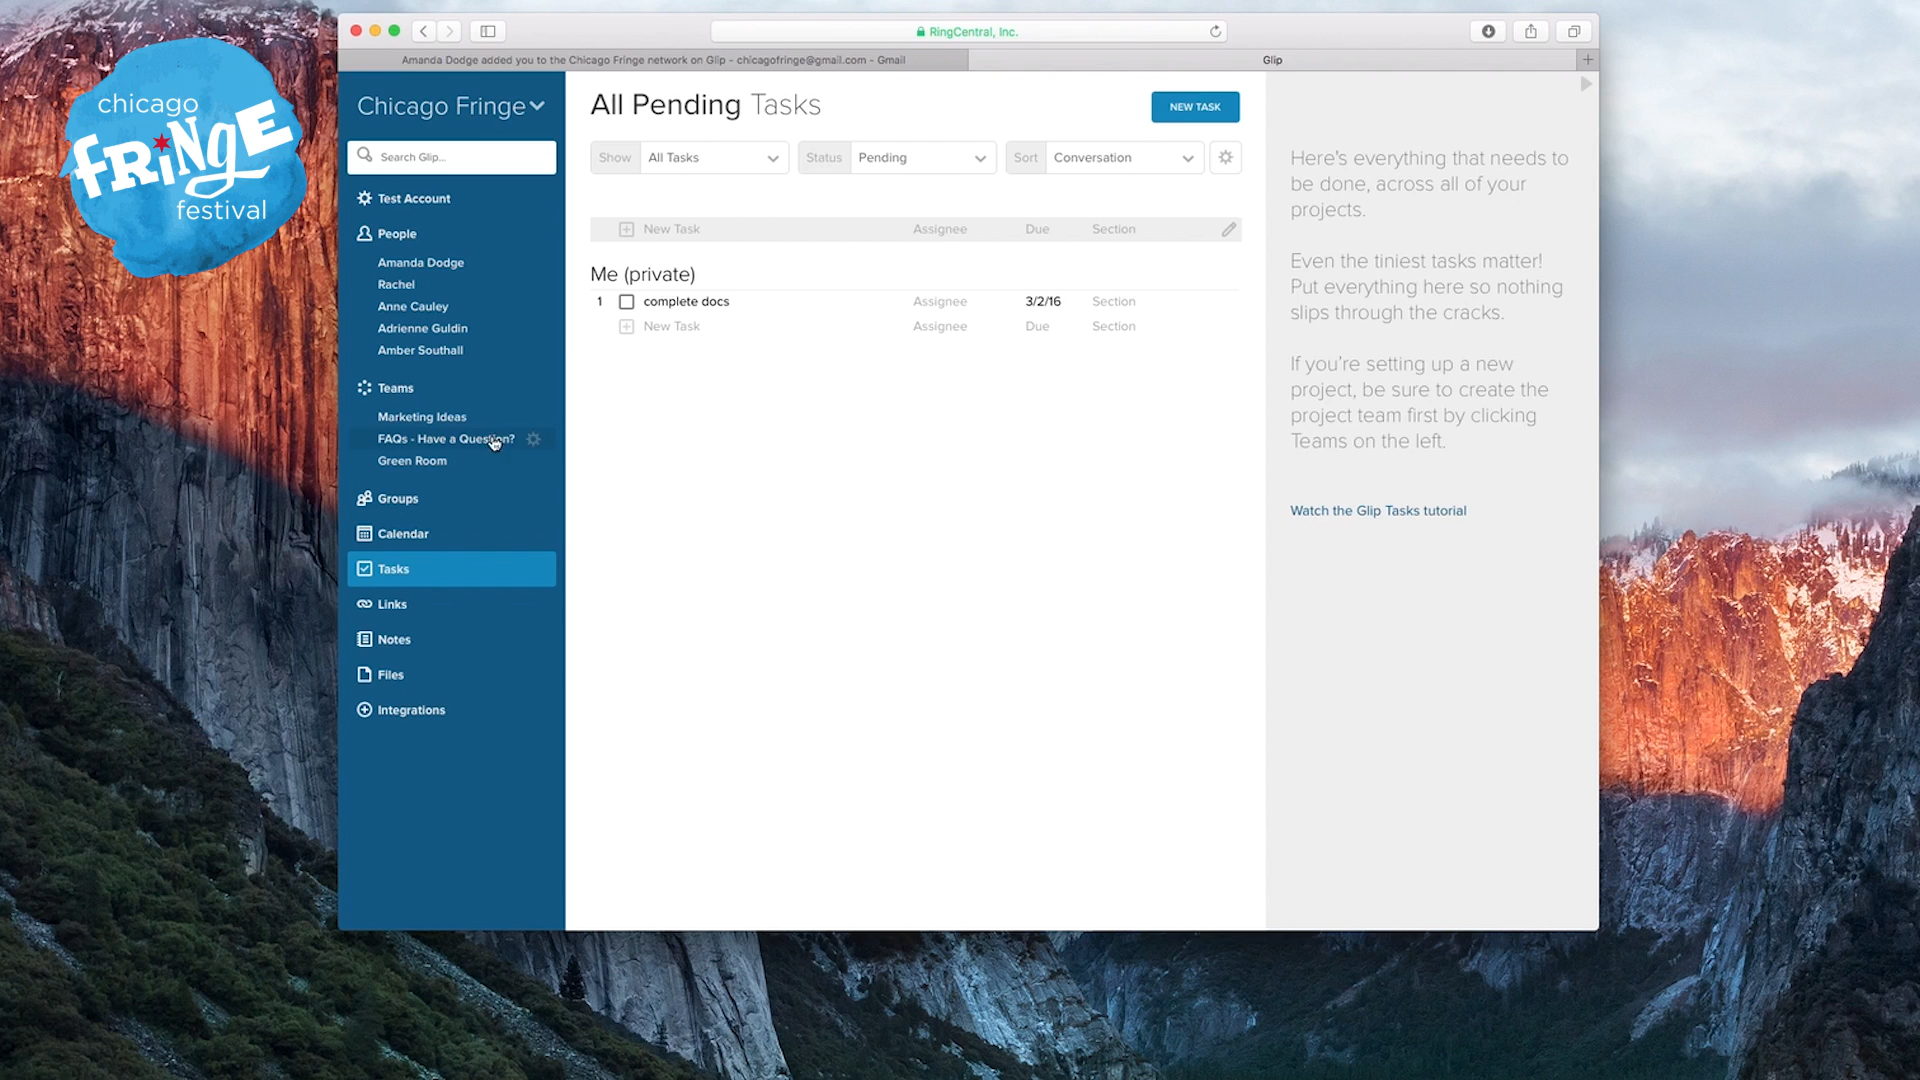 chicago
FRiNgE
festival
RingCentral, Inc.
Amanda Dodge added you to the Chicago Fringe network on Glip - chicagofringe@gmail.com - Gmail
Glip
Chicago Fringe
Search Glip...
Test Account
People
Amanda Dodge
Rachel
Anne Cauley
Adrienne Guldin
Amber Southall
Teams
Marketing Ideas
FAQs - Have a Question?
Green Room
Groups
Calendar
Tasks
Links
Notes
Files
Integrations
All Pending Tasks
NEW TASK
Show All Tasks Status Pending Sort Conversation
New Task Assignee Due Section
Me (private)
1 complete docs Assignee 3/2/16 Section
New Task Assignee Due Section
Here's everything that needs to
be done, across all of your
projects.
Even the tiniest tasks matter!
Put everything here so nothing
slips through the cracks.
If you're setting up a new
project, be sure to create the
project team first by clicking
Teams on the left.
Watch the Glip Tasks tutorial